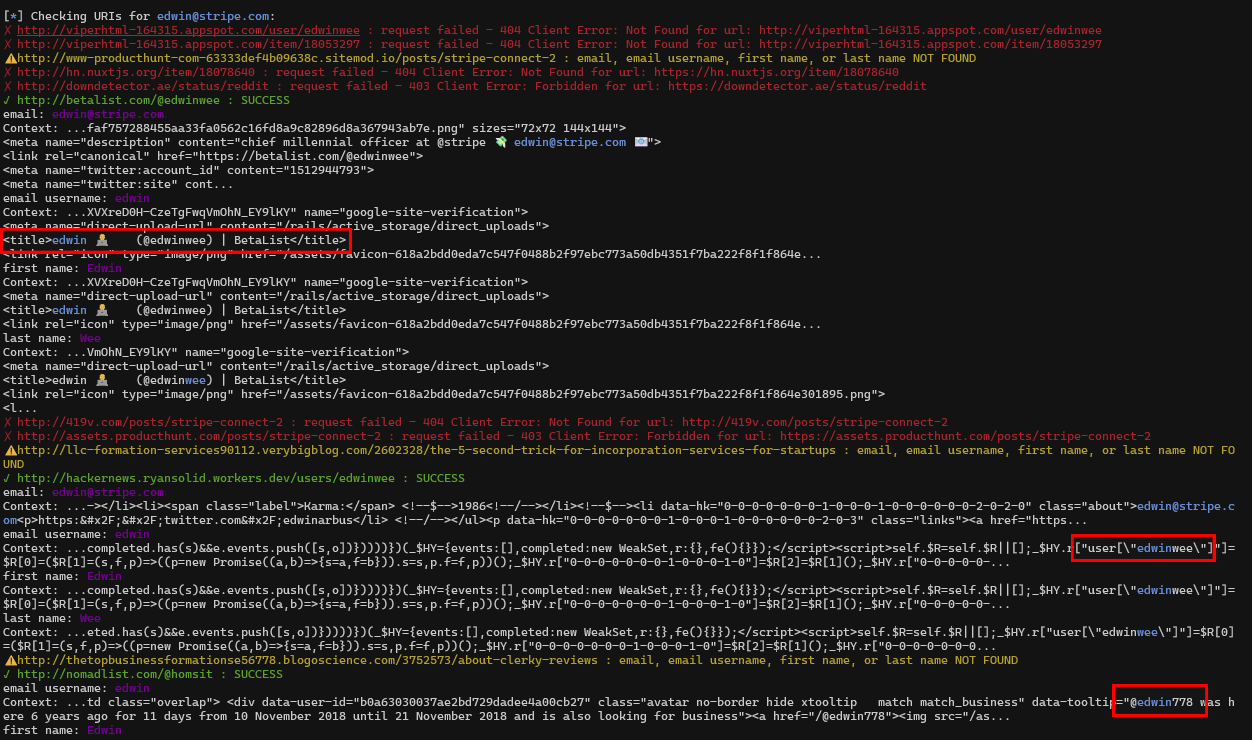 [*] Checking URIs for edwin@stripe.com:
✗ http://viperhtml-164315.appspot.com/user/edwinwee : request failed - 404 Client Error: Not Found for url: http://viperhtml-164315.appspot.com/user/edwinwee
✗ http://viperhtml-164315.appspot.com/item/18053297 : request failed - 404 Client Error: Not Found for url: http://viperhtml-164315.appspot.com/item/18053297
⚠http://www-producthunt-com-63333def4b09638c.sitemod.io/posts/stripe-connect-2 : email, email username, first name, or last name NOT FOUND
✗ http://hn.nuxtjs.org/item/18078640 : request failed - 404 Client Error: Not Found for url: https://hn.nuxtjs.org/item/18078640
✗ http://downdetector.ae/status/reddit : request failed - 403 Client Error: Forbidden for url: https://downdetector.ae/status/reddit
✓ http://betalist.com/@edwinwee : SUCCESS
email: edwin@stripe.com
Context: ...faf757288455aa33fa0562c16fd8a9c82896d8a367943ab7e.png" sizes="72x72 144x144">
<meta name="description" content="chief millennial officer at @stripe 💸 edwin@stripe.com 📧">
<link rel="canonical" href="https://betalist.com/@edwinwee">
<meta name="twitter:account_id" content="1512944793">
<meta name="twitter:site" cont...
email username: edwin
Context: ...XVXreD0H-CzeTgFwqVmOhN_EY9lKY" name="google-site-verification">
<meta name="direct-upload-url" content="/rails/active_storage/direct_uploads">
<title>edwin 👨‍💻 (@edwinwee) | BetaList</title>
<link rel="icon" type="image/png" href="/assets/favicon-618a2bdd0eda7c547f0488b2f97ebc773a50db4351f7ba222f8f1f864e...
first name: Edwin
Context: ...XVXreD0H-CzeTgFwqVmOhN_EY9lKY" name="google-site-verification">
<meta name="direct-upload-url" content="/rails/active_storage/direct_uploads">
<title>edwin 👨‍💻 (@edwinwee) | BetaList</title>
<link rel="icon" type="image/png" href="/assets/favicon-618a2bdd0eda7c547f0488b2f97ebc773a50db4351f7ba222f8f1f864e...
last name: Wee
Context: ...VmOhN_EY9lKY" name="google-site-verification">
<meta name="direct-upload-url" content="/rails/active_storage/direct_uploads">
<title>edwin 👨‍💻 (@edwinwee) | BetaList</title>
<link rel="icon" type="image/png" href="/assets/favicon-618a2bdd0eda7c547f0488b2f97ebc773a50db4351f7ba222f8f1f864e301895.png">
<l...
✗ http://419v.com/posts/stripe-connect-2 : request failed - 404 Client Error: Not Found for url: http://419v.com/posts/stripe-connect-2
✗ http://assets.producthunt.com/posts/stripe-connect-2 : request failed - 403 Client Error: Forbidden for url: https://assets.producthunt.com/posts/stripe-connect-2
⚠http://llc-formation-services90112.verybigblog.com/2602328/the-5-second-trick-for-incorporation-services-for-startups : email, email username, first name, or last name NOT FO
UND
✓ http://hackernews.ryansolid.workers.dev/users/edwinwee : SUCCESS
email: edwin@stripe.com
Context: ...-></li><li><span class="label">Karma:</span> <!--$-->1986<!--/--></li><!--$--><li data-hk="0-0-0-0-0-0-0-1-0-0-0-1-0-0-0-0-0-0-0-2-0-2-0" class="about">edwin@stripe.c
om<p>https:&#x2F;&#x2F;twitter.com&#x2F;edwinarbus</li> <!--/--></ul><p data-hk="0-0-0-0-0-0-0-1-0-0-0-1-0-0-0-0-0-0-0-2-0-3" class="links"><a href="https...
email username: edwin
Context: ...completed.has(s)&&e.events.push([s,o])}))))})(_$HY={events:[],completed:new WeakSet,r:{},fe(){}});</script><script>self.$R=self.$R||[];_$HY.r["user[\"edwinwee\"]"]=
$R[0]=($R[1]=(s,f,p)=>((p=new Promise((a,b)=>{s=a,f=b})).s=s,p.f=f,p))();_$HY.r["0-0-0-0-0-0-0-1-0-0-0-1-0"]=$R[2]=$R[1]();_$HY.r["0-0-0-0-0-...
first name: Edwin
Context: ...completed.has(s)&&e.events.push([s,o])}))))})(_$HY={events:[],completed:new WeakSet,r:{},fe(){}});</script><script>self.$R=self.$R||[];_$HY.r["user[\"edwinwee\"]"]=
$R[0]=($R[1]=(s,f,p)=>((p=new Promise((a,b)=>{s=a,f=b})).s=s,p.f=f,p))();_$HY.r["0-0-0-0-0-0-0-1-0-0-0-1-0"]=$R[2]=$R[1]();_$HY.r["0-0-0-0-0-...
last name: Wee
Context: ...eted.has(s)&&e.events.push([s,o])}))))})(_$HY={events:[],completed:new WeakSet,r:{},fe(){}});</script><script>self.$R=self.$R||[];_$HY.r["user[\"edwinwee\"]"]=$R[0]
=($R[1]=(s,f,p)=>((p=new Promise((a,b)=>{s=a,f=b})).s=s,p.f=f,p))();_$HY.r["0-0-0-0-0-0-0-1-0-0-0-1-0"]=$R[2]=$R[1]();_$HY.r["0-0-0-0-0-0-0...
⚠http://thetopbusinessformationse56778.blogoscience.com/3752573/about-clerky-reviews : email, email username, first name, or last name NOT FOUND
✓ http://nomadlist.com/@homsit : SUCCESS
email username: edwin
Context: ...td class="overlap"> <div data-user-id="b0a63030037ae2bd729dadee4a00cb27" class="avatar no-border hide xtooltip match match_business" data-tooltip="@edwin778 was h
ere 6 years ago for 11 days from 10 November 2018 until 21 November 2018 and is also looking for business"><a href="/@edwin778"><img src="/as...
first name: Edwin